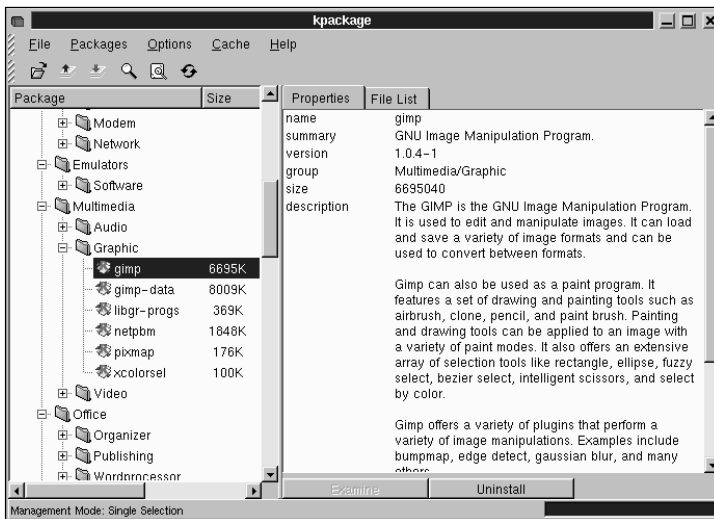 kpackage
File Packages Options Cache Help
Package Size
Modem
Network
Emulators
Software
Multimedia
Audio
Graphic
gimp 6695K
gimp-data 8009K
libgr-progs 369K
netpbm 1848K
pixmap 176K
xcolorsel 100K
Video
Office
Organizer
Publishing
Wordprocessor
Properties File List
name gimp
summary GNU Image Manipulation Program.
version 1.0.4-1
group Multimedia/Graphic
size 6695040
description The GIMP is the GNU Image Manipulation Program.
It is used to edit and manipulate images. It can load
and save a variety of image formats and can be
used to convert between formats.
Gimp can also be used as a paint program. It
features a set of drawing and painting tools such as
airbrush, clone, pencil, and paint brush. Painting
and drawing tools can be applied to an image with
a variety of paint modes. It also offers an extensive
array of selection tools like rectangle, ellipse, fuzzy
select, bezier select, intelligent scissors, and select
by color.
Gimp offers a variety of plugins that perform a
variety of image manipulations. Examples include
bumpmap, edge detect, gaussian blur, and many
others
Examine Uninstall
Management Mode: Single Selection